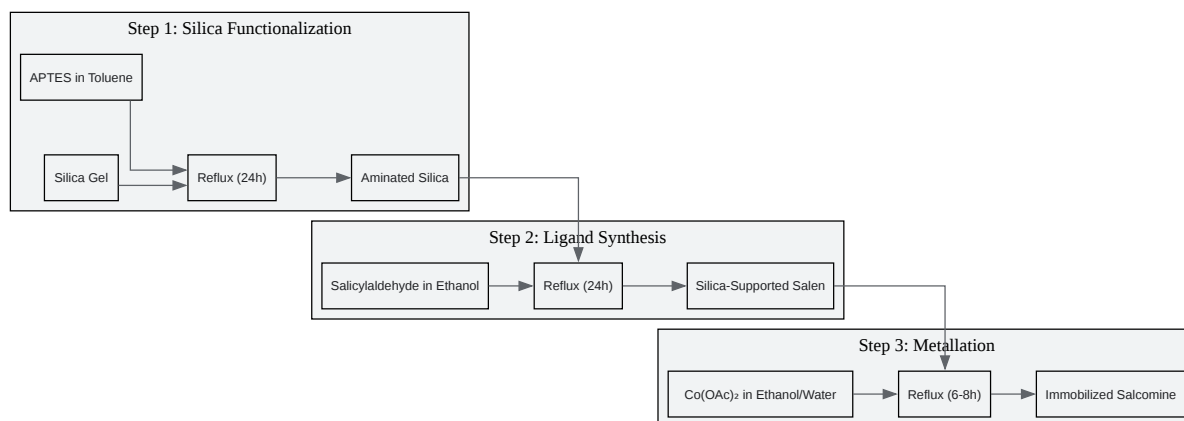 Step 1: Silica Functionalization
APTES in Toluene
Silica Gel
Reflux (24h)
Aminated Silica
Step 2: Ligand Synthesis
Salicylaldehyde in Ethanol
Reflux (24h)
Silica-Supported Salen
Step 3: Metallation
Co(OAc)₂ in Ethanol/Water
Reflux (6-8h)
Immobilized Salcomine